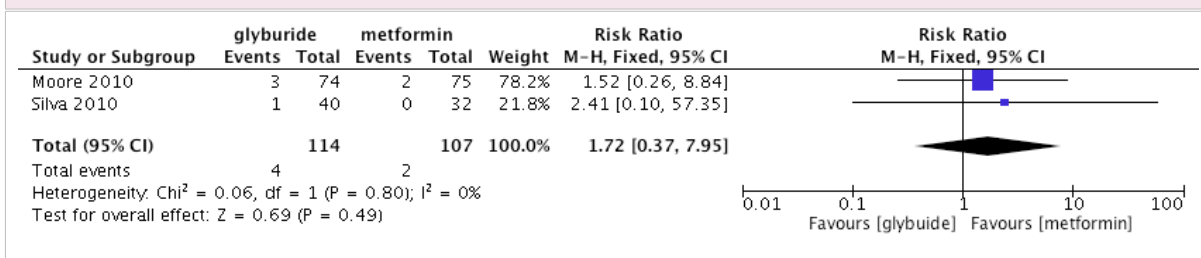 glyburide metformin Risk Ratio Risk Ratio
Study or Subgroup Events Total Events Total Weight M-H, Fixed, 95% CI M-H, Fixed, 95% CI
Moore 2010 3 74 2 75 78.2% 1.52 [0.26, 8.84]
Silva 2010 1 40 0 32 21.8% 2.41 [0.10, 57.35]
Total (95% CI) 114 107 100.0% 1.72 [0.37, 7.95]
Total events 4 2
Heterogeneity: Chi² = 0.06, df = 1 (P = 0.80); I² = 0%
Test for overall effect: Z = 0.69 (P = 0.49)
0.01 0.1 1 10 100
Favours [glybuide] Favours [metformin]